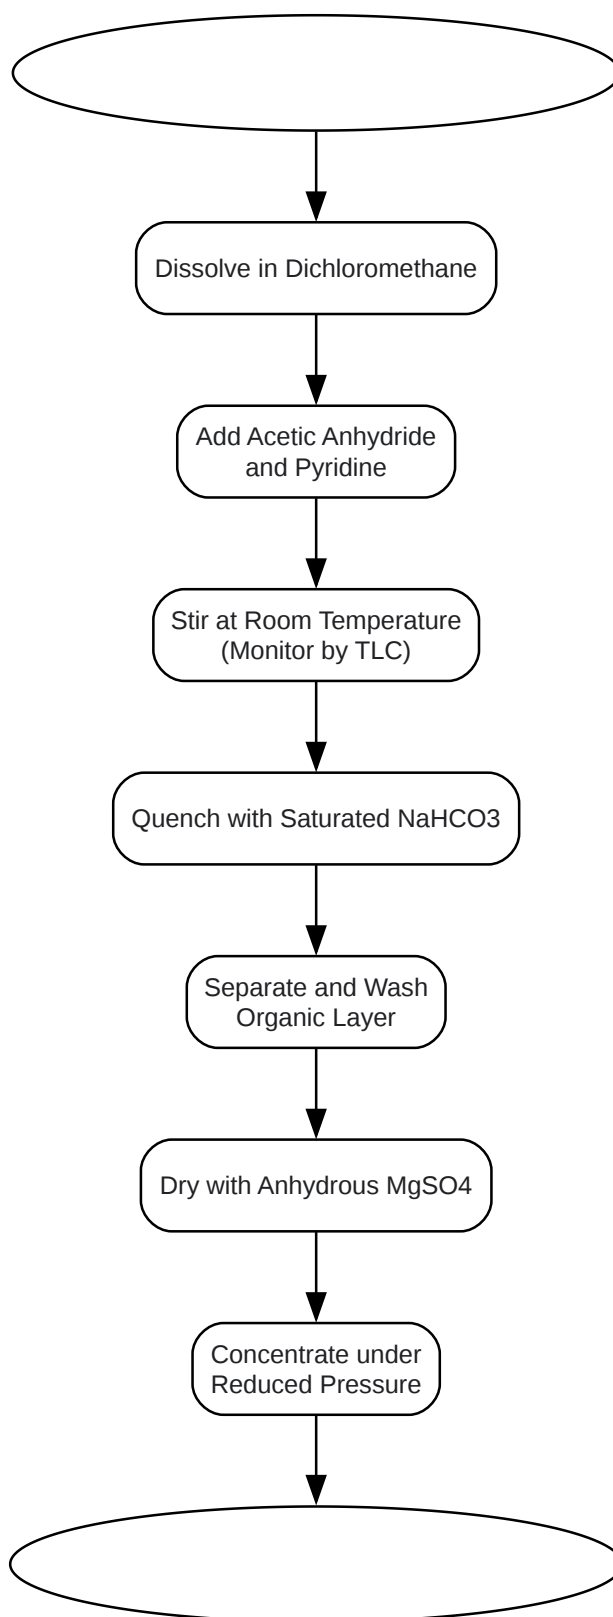 Dissolve in Dichloromethane
Add Acetic Anhydride
and Pyridine
Stir at Room Temperature
(Monitor by TLC)
Quench with Saturated NaHCO3
Separate and Wash
Organic Layer
Dry with Anhydrous MgSO4
Concentrate under
Reduced Pressure